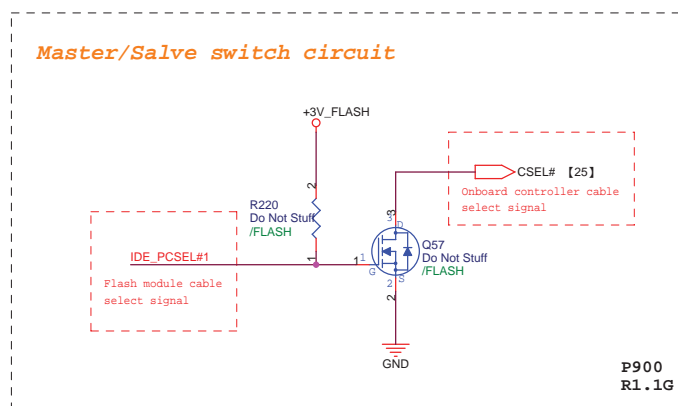 Master/Salve switch circuit
+3V_FLASH
CSEL# 【25】
Onboard controller cable
select signal
2
R220
Do Not Stuff
/FLASH
1
3
3
D
Q57
Do Not Stuff
/FLASH
IDE_PCSEL#1
1
1
G
S
2
2
Flash module cable
select signal
GND
P900
R1.1G